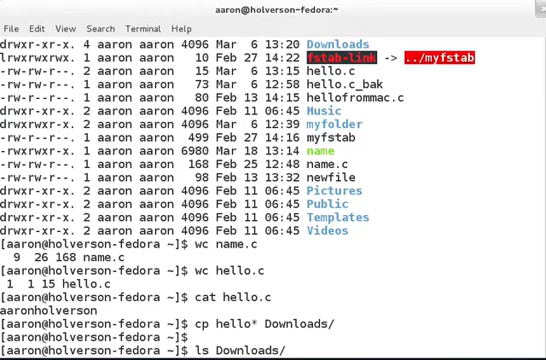 aaron@holverson-fedora:~
File Edit View Search Terminal Help
drwxr-xr-x. 4 aaron aaron 4096 Mar  6 13:20 Downloads
lrwxrwxrwx. 1 aaron aaron   10 Feb 27 14:22 fstab-link -> ../myfstab
-rw-rw-r--. 2 aaron aaron   15 Mar  6 13:15 hello.c
-rw-rw-r--. 1 aaron aaron   73 Mar  6 12:58 hello.c_bak
-rw-rw-r--. 1 aaron aaron   80 Feb 13 14:15 hellofrommac.c
drwxr-xr-x. 2 aaron aaron 4096 Feb 11 06:45 Music
drwxrwxr-x. 2 aaron aaron 4096 Mar  6 12:39 myfolder
-rw-r--r--. 1 aaron aaron  499 Feb 27 14:16 myfstab
-rwxrwxr-x. 1 aaron aaron 6980 Mar 18 13:14 name
-rw-rw-r--. 1 aaron aaron  168 Feb 25 12:48 name.c
-rw-rw-r--. 1 aaron aaron   98 Feb 13 13:32 newfile
drwxr-xr-x. 2 aaron aaron 4096 Feb 11 06:45 Pictures
drwxr-xr-x. 2 aaron aaron 4096 Feb 11 06:45 Public
drwxr-xr-x. 2 aaron aaron 4096 Feb 11 06:45 Templates
drwxr-xr-x. 2 aaron aaron 4096 Feb 11 06:45 Videos
[aaron@holverson-fedora ~]$ wc name.c
  9  26 168 name.c
[aaron@holverson-fedora ~]$ wc hello.c
 1  1 15 hello.c
[aaron@holverson-fedora ~]$ cat hello.c
aaronholverson
[aaron@holverson-fedora ~]$ cp hello* Downloads/
[aaron@holverson-fedora ~]$
[aaron@holverson-fedora ~]$ ls Downloads/